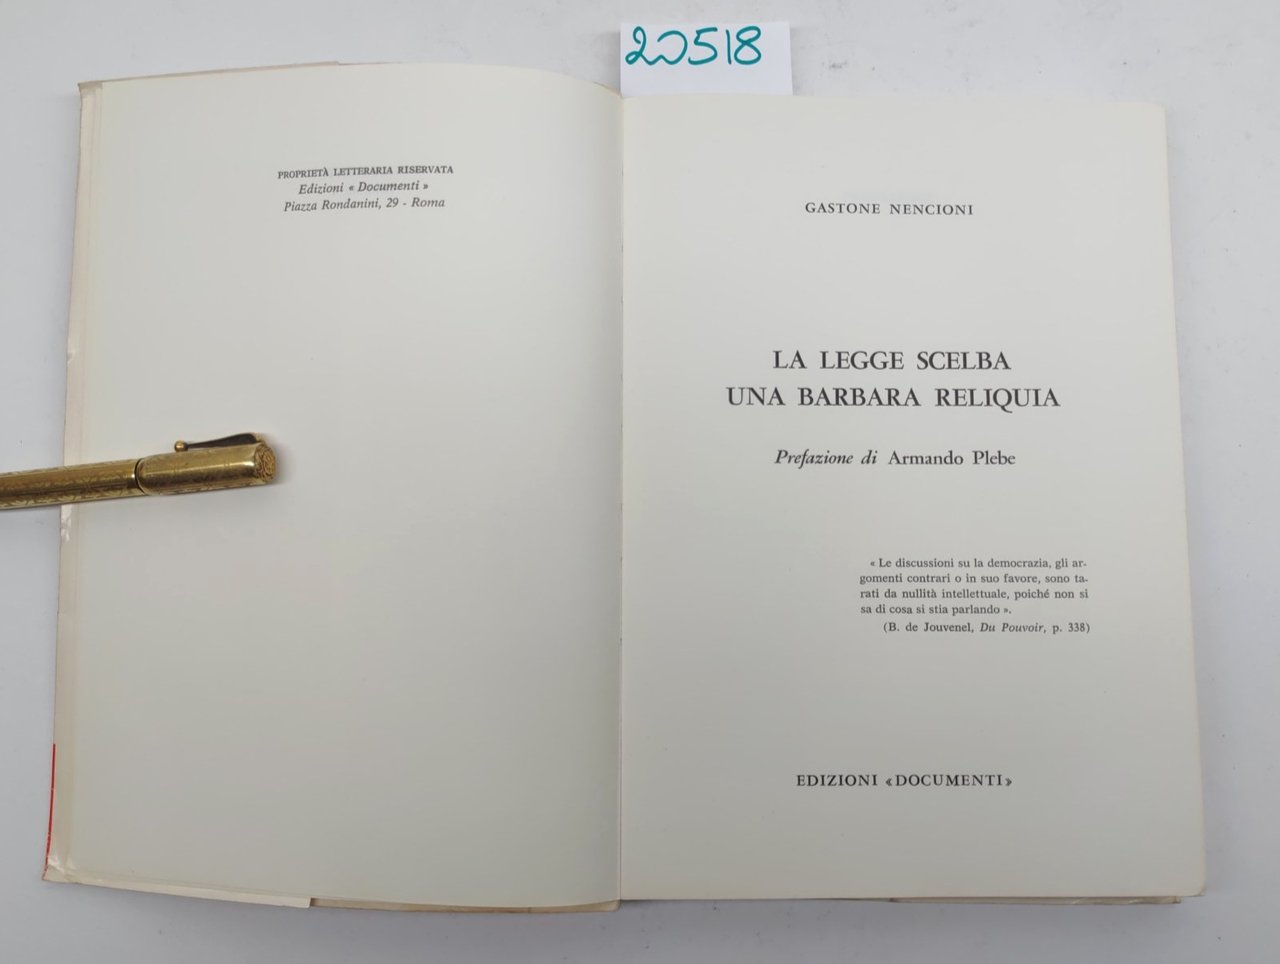 20518
PROPRIETÀ LETTERARIA RISERVATA
Edizioni « Documenti »
Piazza Rondanini, 29 - Roma
GASTONE NENCIONI
LA LEGGE SCELBA
UNA BARBARA RELIQUIA
Prefazione di Armando Plebe
« Le discussioni su la democrazia, gli ar-
gomenti contrari o in suo favore, sono ta-
rati da nullità intellettuale, poiché non si
sa di cosa si stia parlando ».
(B. de Jouvenel, Du Pouvoir, p. 338)
EDIZIONI «DOCUMENTI»